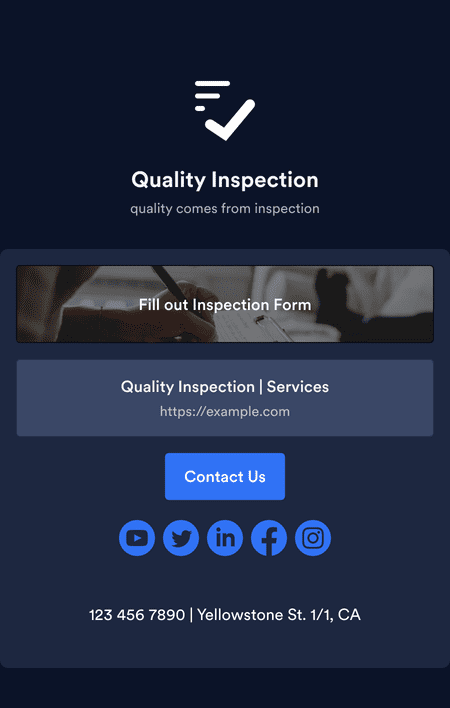 Quality Inspection
quality comes from inspection
Fill out Inspection Form
Quality Inspection | Services
https://example.com
Contact Us
123 456 7890 | Yellowstone St. 1/1, CA